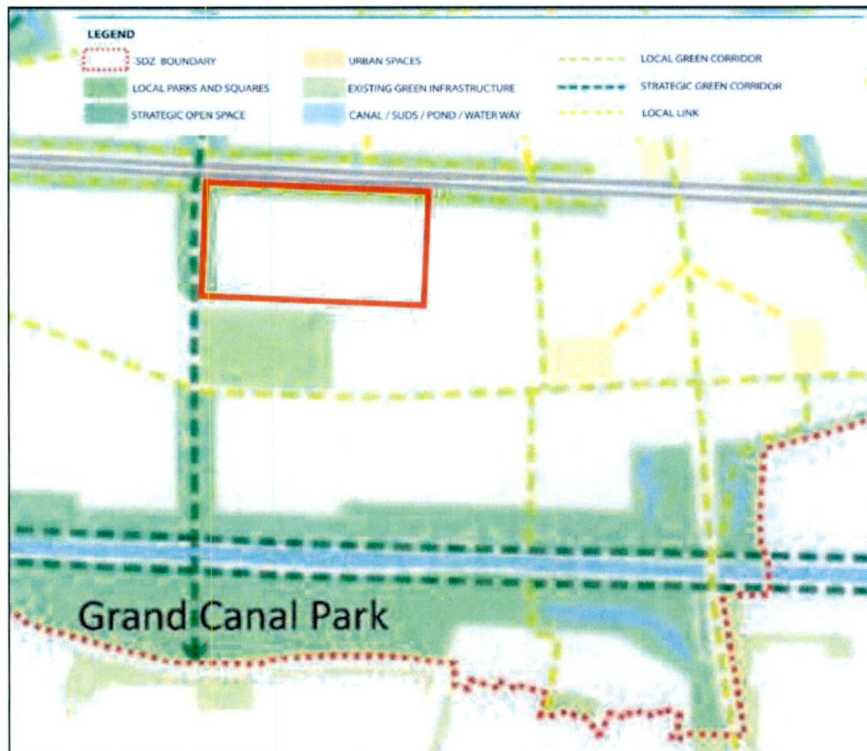 LEGEND
SDZ BOUNDARY
LOCAL PARKS AND SQUARES
STRATEGIC OPEN SPACE
URBAN SPACES
EXISTING GREEN INFRASTRUCTURE
CANAL / SUDS / POND / WATER WAY
LOCAL GREEN CORRIDOR
STRATEGIC GREEN CORRIDOR
LOCAL LINK
Grand Canal Park